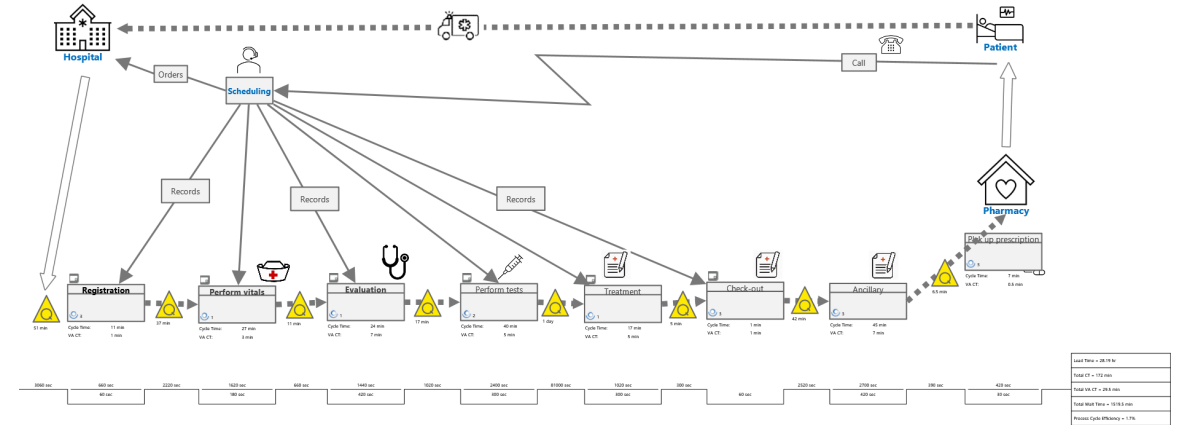 Hospital
Patient
Call
Orders
Scheduling
Records
Records
Records
Pharmacy
Pick up prescription
3
Cycle Time: 7 min
VA CT: 0.5 min
Registration
Cycle Time: 11 min
VA CT: 1 min
Perform vitals
1
Cycle Time: 27 min
VA CT: 3 min
Evaluation
1
Cycle Time: 24 min
VA CT: 7 min
Perform tests
2
Cycle Time: 40 min
VA CT: 5 min
Treatment
1
Cycle Time: 17 min
VA CT: 5 min
Check-out
3
Cycle Time: 1 min
VA CT: 1 min
Ancillary
3
Cycle Time: 45 min
VA CT: 7 min
51 min
37 min
11 min
17 min
1 day
5 min
42 min
6.5 min
3060 sec
660 sec
2220 sec
1620 sec
660 sec
1440 sec
1020 sec
2400 sec
81000 sec
1020 sec
300 sec
2520 sec
2700 sec
390 sec
420 sec
60 sec
180 sec
420 sec
300 sec
300 sec
60 sec
420 sec
30 sec
Lead Time = 28.19 hr
Total CT = 172 min
Total VA CT = 29.5 min
Total Wait Time = 1519.5 min
Process Cycle Efficiency = 1.7%